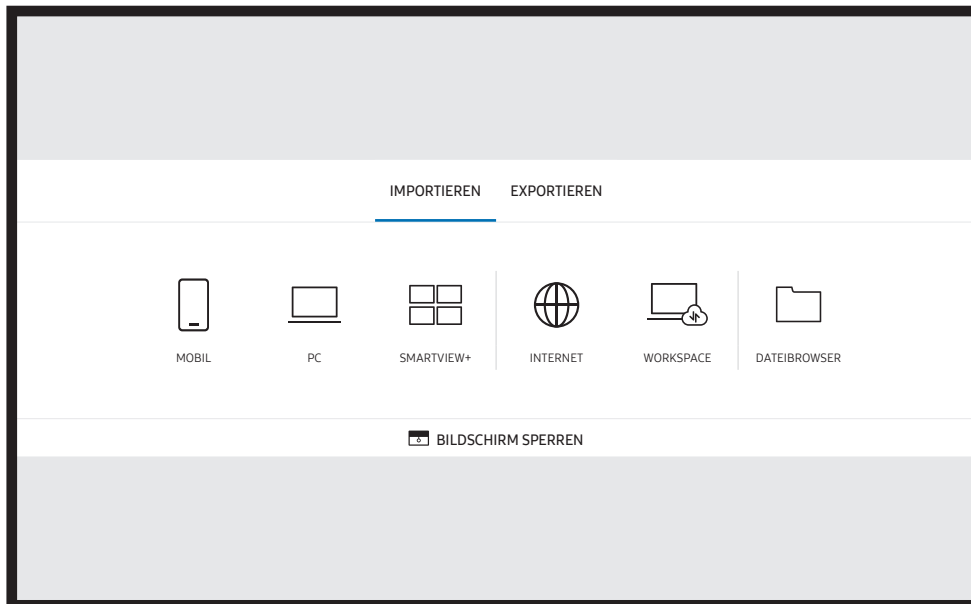 IMPORTIEREN EXPORTIEREN
MOBIL PC SMARTVIEW+ INTERNET WORKSPACE DATEIBROWSER
BILDSCHIRM SPERREN